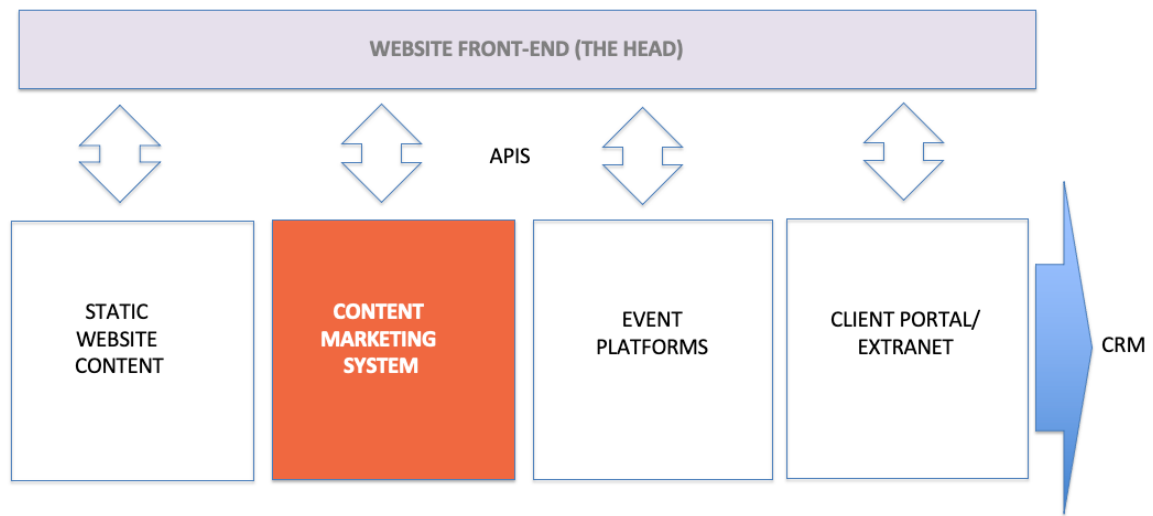 WEBSITE FRONT-END (THE HEAD)
APIS
STATIC
WEBSITE
CONTENT
CONTENT
MARKETING
SYSTEM
EVENT
PLATFORMS
CLIENT PORTAL/
EXTRANET
CRM